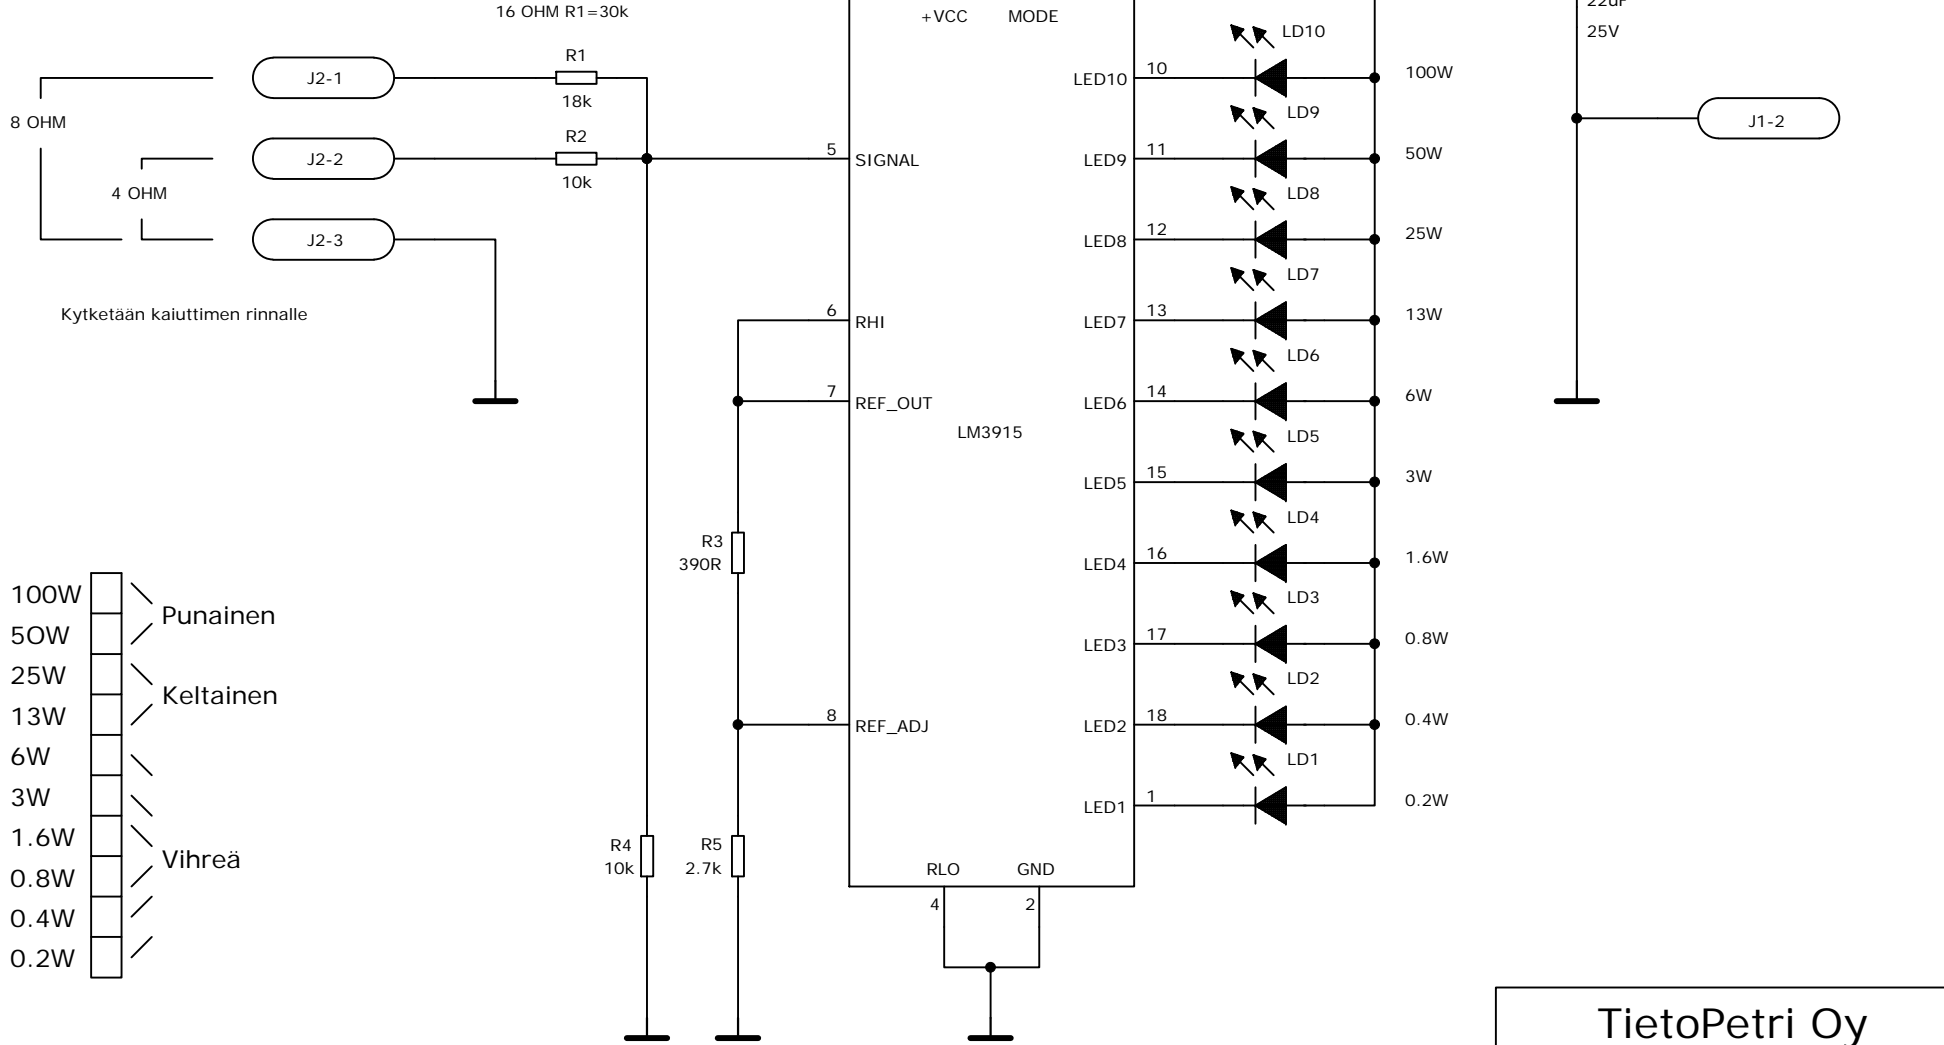 16 OHM R1=30k
+VCC MODE
22uF
25V
R1
J2-1
18k
8 OHM
R2
J2-2
10k
4 OHM
J2-3
Kytketään kaiuttimen rinnalle
5 SIGNAL
6 RHI
7 REF_OUT
LM3915
R3
390R
8 REF_ADJ
R4
10k
R5
2.7k
RLO GND
4 2
LD10
LED10 10 100W
LD9
LED9 11 50W
LD8
LED8 12 25W
LD7
LED7 13 13W
LD6
LED6 14 6W
LD5
LED5 15 3W
LD4
LED4 16 1.6W
LD3
LED3 17 0.8W
LD2
LED2 18 0.4W
LD1
LED1 1 0.2W
J1-2
100W
50W
Punainen
25W
13W
Keltainen
6W
3W
1.6W
0.8W
Vihreä
0.4W
0.2W
TietoPetri Oy